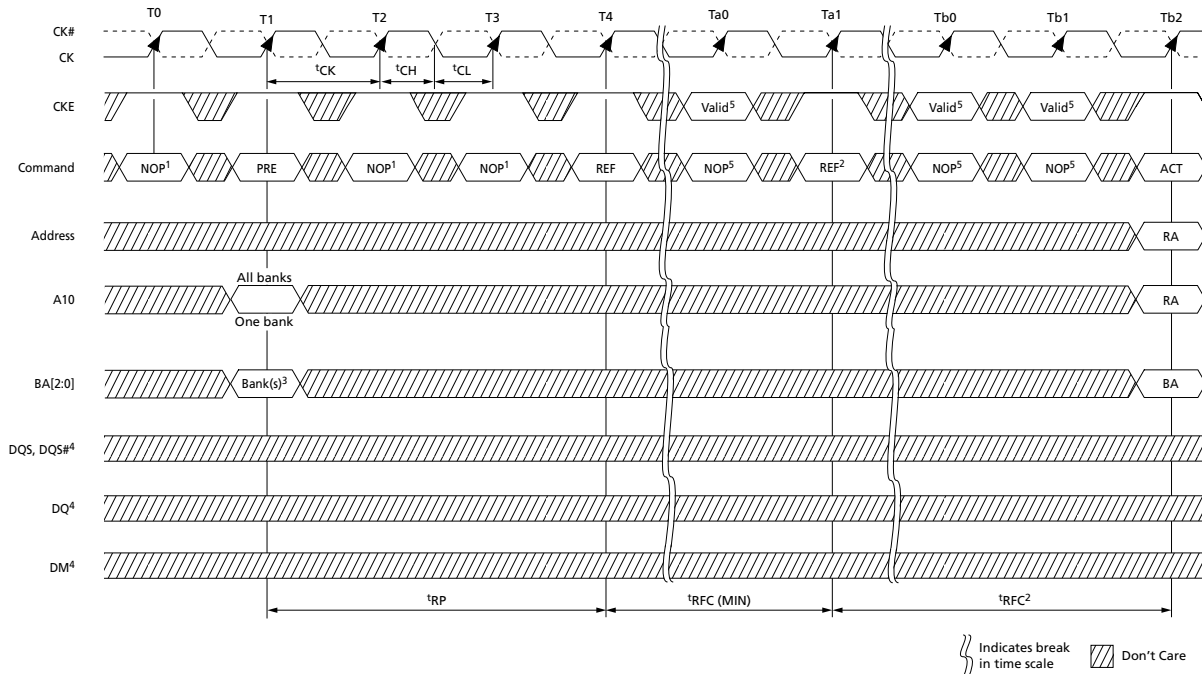 T0 T1 T2 T3 T4 Ta0 Ta1 Tb0 Tb1 Tb2
CK#
CK
tCK tCH tCL
CKE Valid5 Valid5 Valid5
Command NOP1 PRE NOP1 NOP1 REF NOP5 REF2 NOP5 NOP5 ACT
Address RA
All banks
A10 RA
One bank
BA[2:0] Bank(s)3 BA
DQS, DQS#4
DQ4
DM4
tRP tRFC (MIN) tRFC2
Indicates break
in time scale
Don't Care